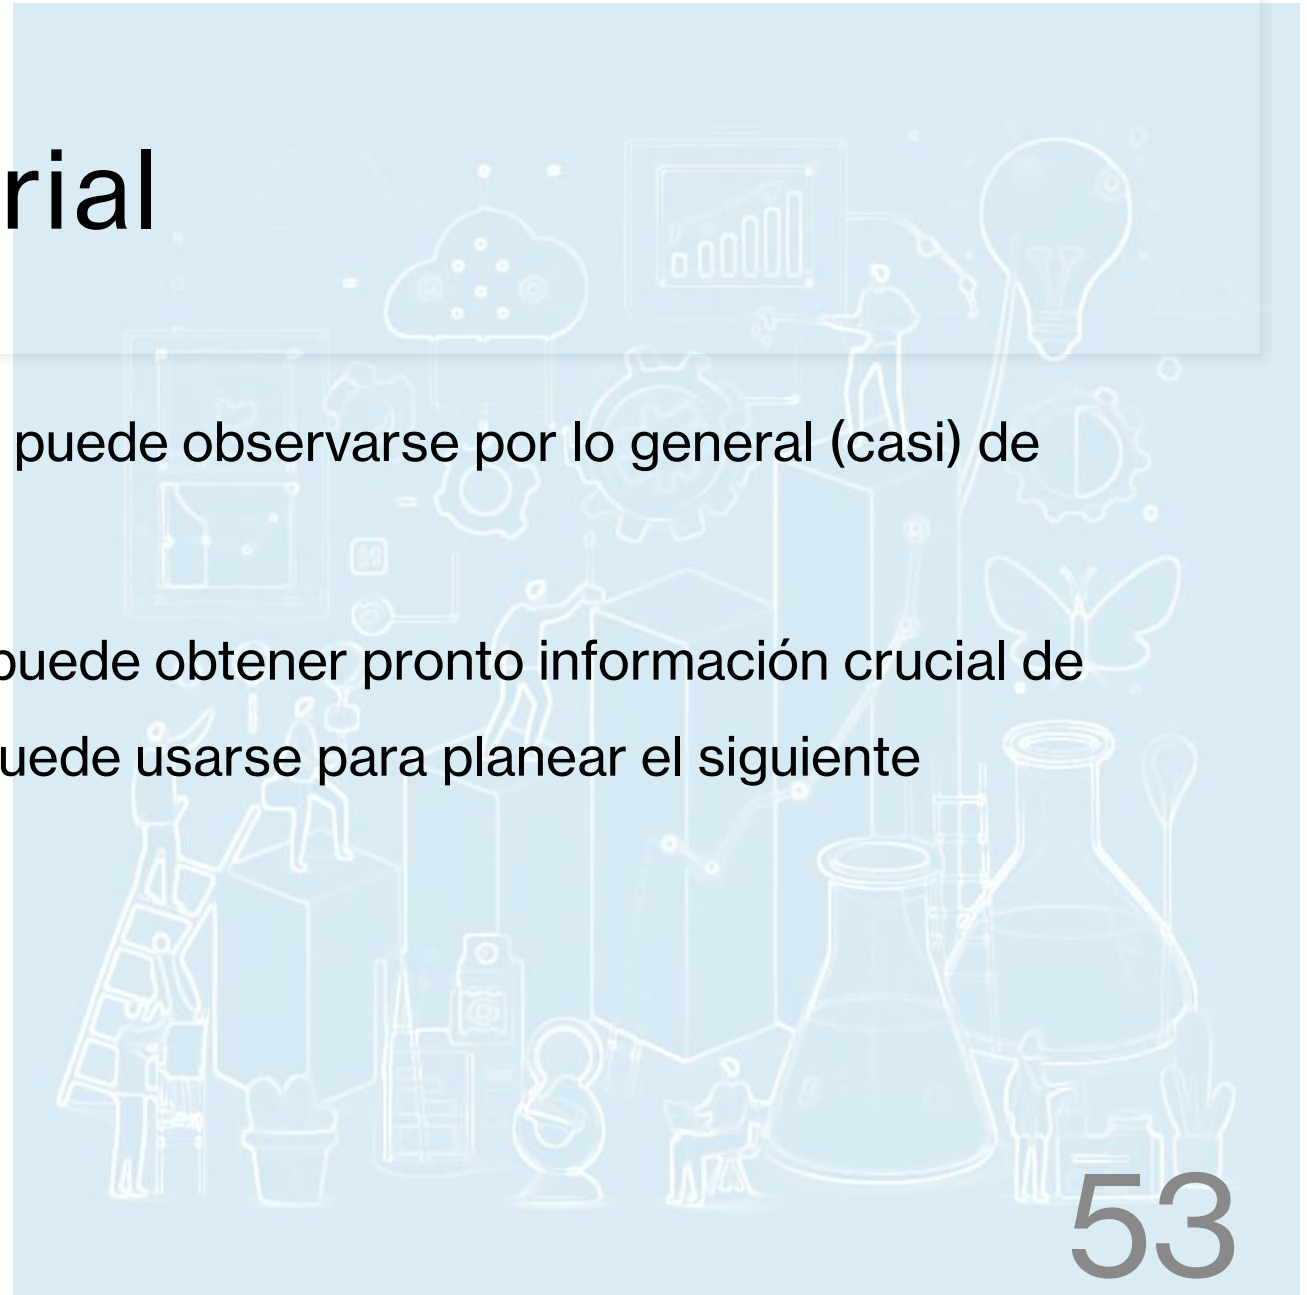 rial
puede observarse por lo general (casi) de
puede obtener pronto información crucial de
uede usarse para planear el siguiente
53